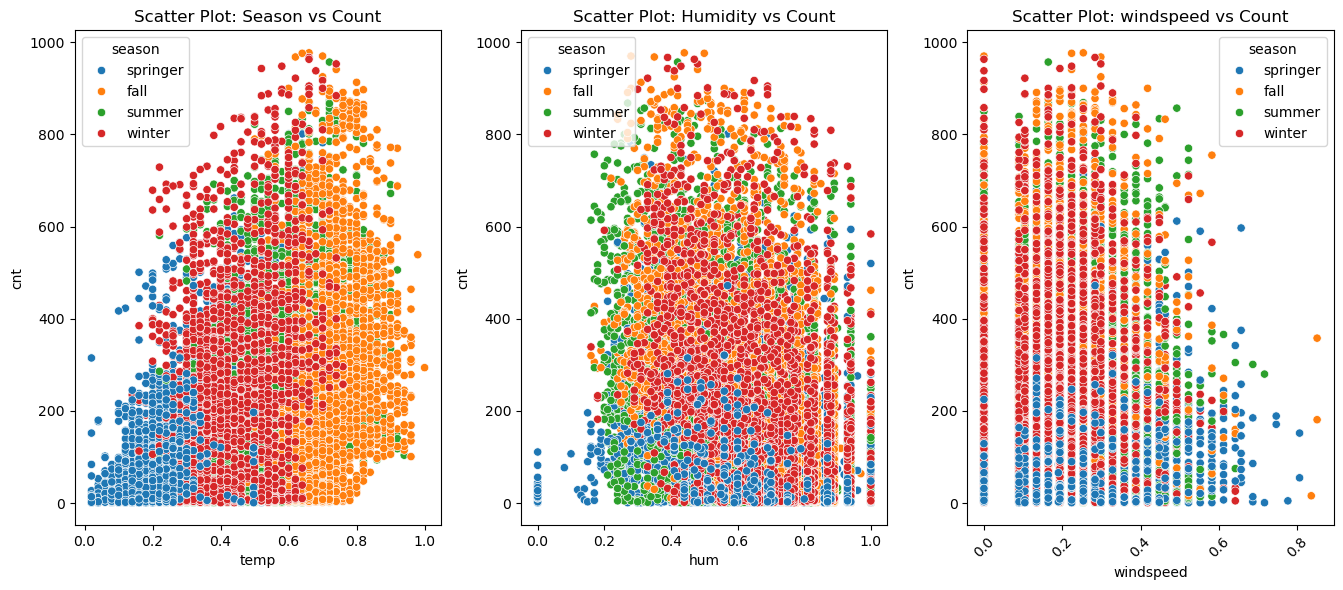 Scatter Plot: Season vs Count
season
springer
fall
summer
winter
1000
800
600
400
200
0
cnt
0.0 0.2 0.4 0.6 0.8 1.0
temp
Scatter Plot: Humidity vs Count
season
springer
fall
summer
winter
1000
800
600
400
200
0
cnt
0.0 0.2 0.4 0.6 0.8 1.0
hum
Scatter Plot: windspeed vs Count
season
springer
fall
summer
winter
1000
800
600
400
200
0
cnt
0.0 0.2 0.4 0.6 0.8
windspeed